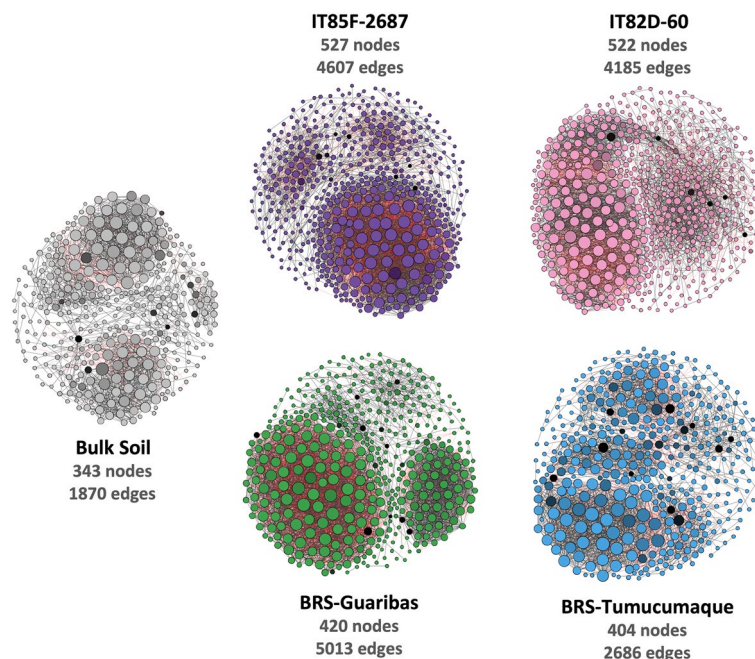 IT85F-2687
527 nodes
4607 edges
IT82D-60
522 nodes
4185 edges
Bulk Soil
343 nodes
1870 edges
BRS-Guaribas
420 nodes
5013 edges
BRS-Tumucumaque
404 nodes
2686 edges